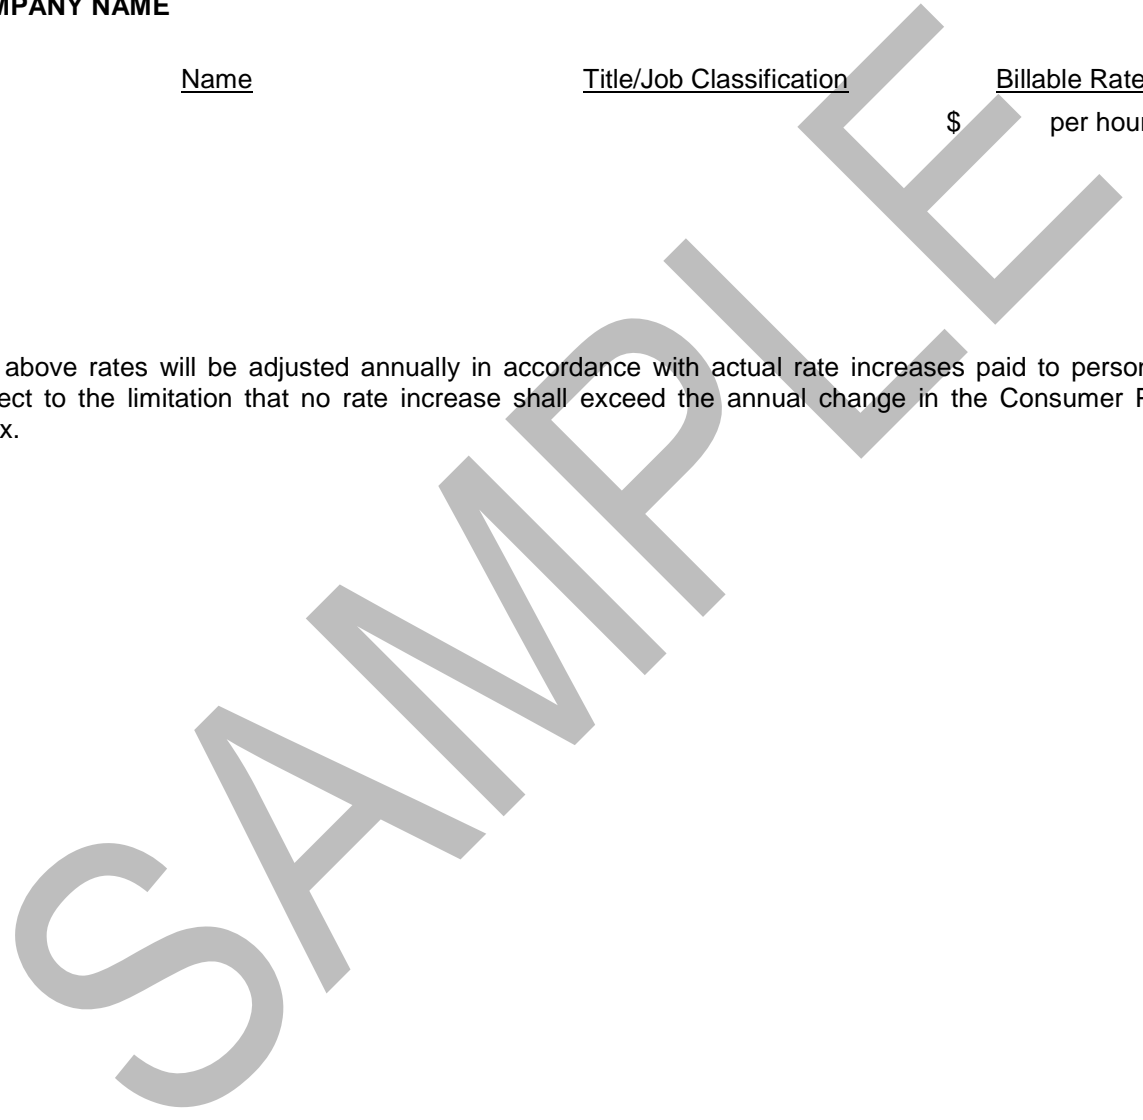 MPANY NAME
Name Title/Job Classification Billable Rate
$ per hour
above rates will be adjusted annually in accordance with actual rate increases paid to person
ect to the limitation that no rate increase shall exceed the annual change in the Consumer P
x.
SAMPLE